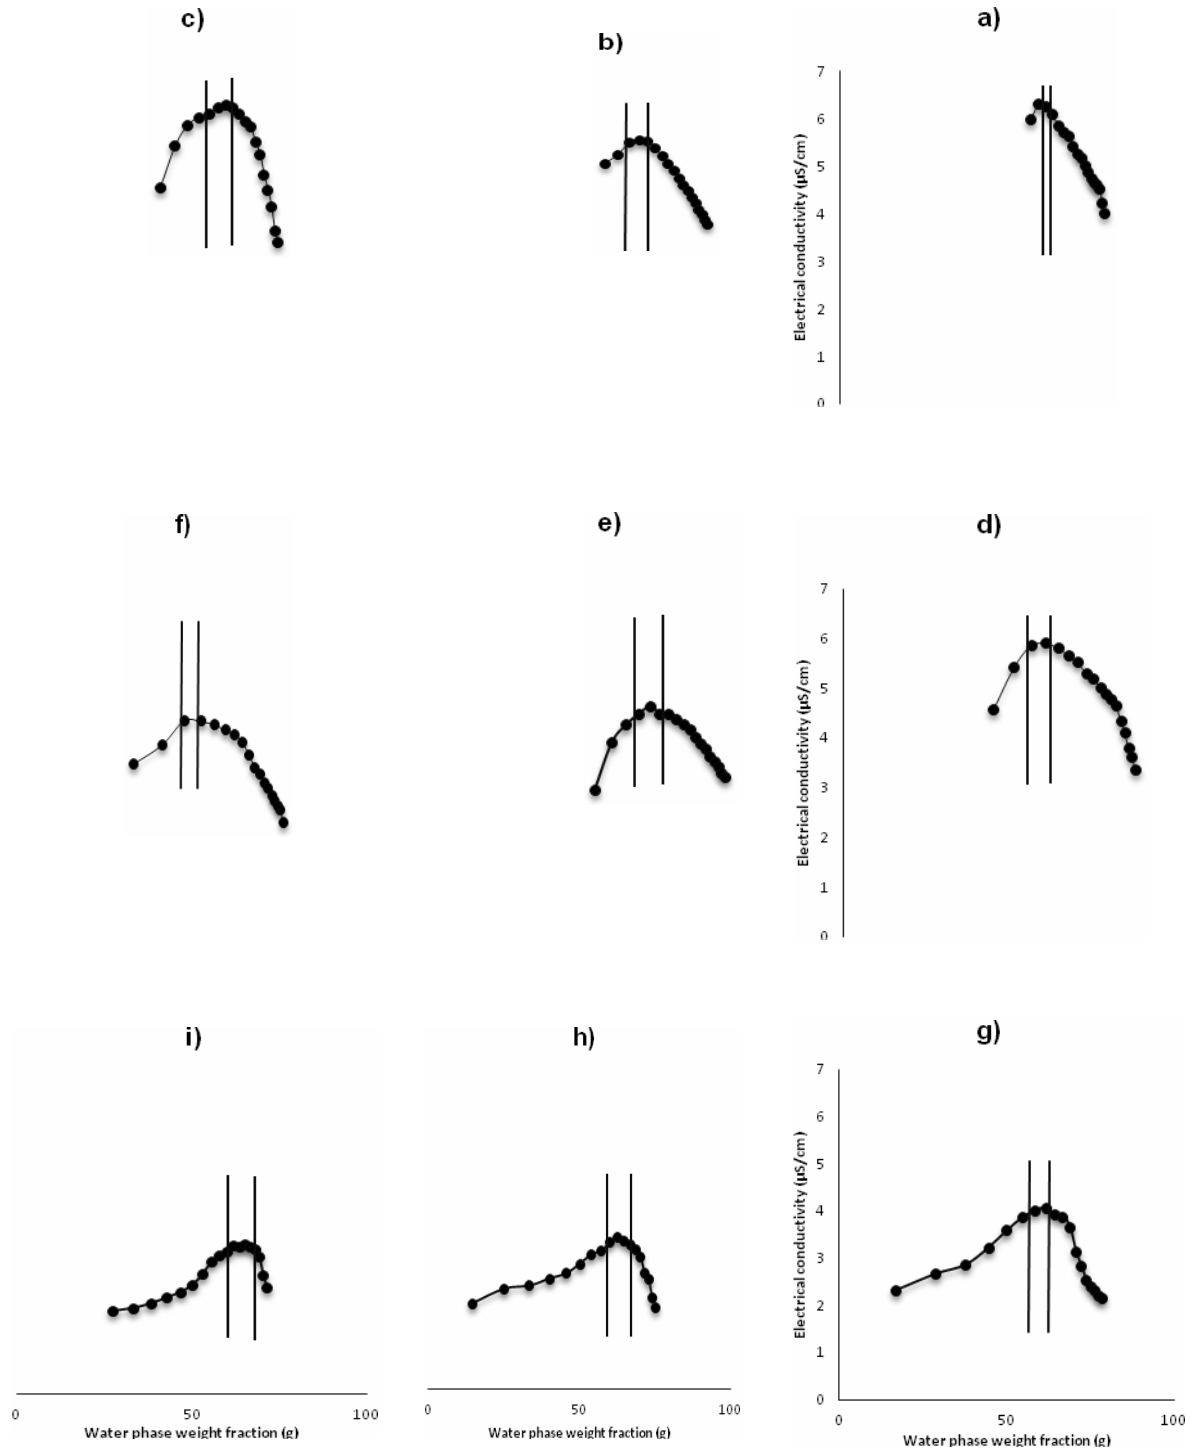 c)
b)
a)
7
6
5
4
3
2
1
0
Electrical conductivity (µS/cm)
f)
e)
d)
7
6
5
4
3
2
1
0
Electrical conductivity (µS/cm)
i)
h)
g)
7
6
5
4
3
2
1
0
Electrical conductivity (µS/cm)
0 50 100
Water phase weight fraction (g)
0 50 100
Water phase weight fraction (g)
0 50 100
Water phase weight fraction (g)